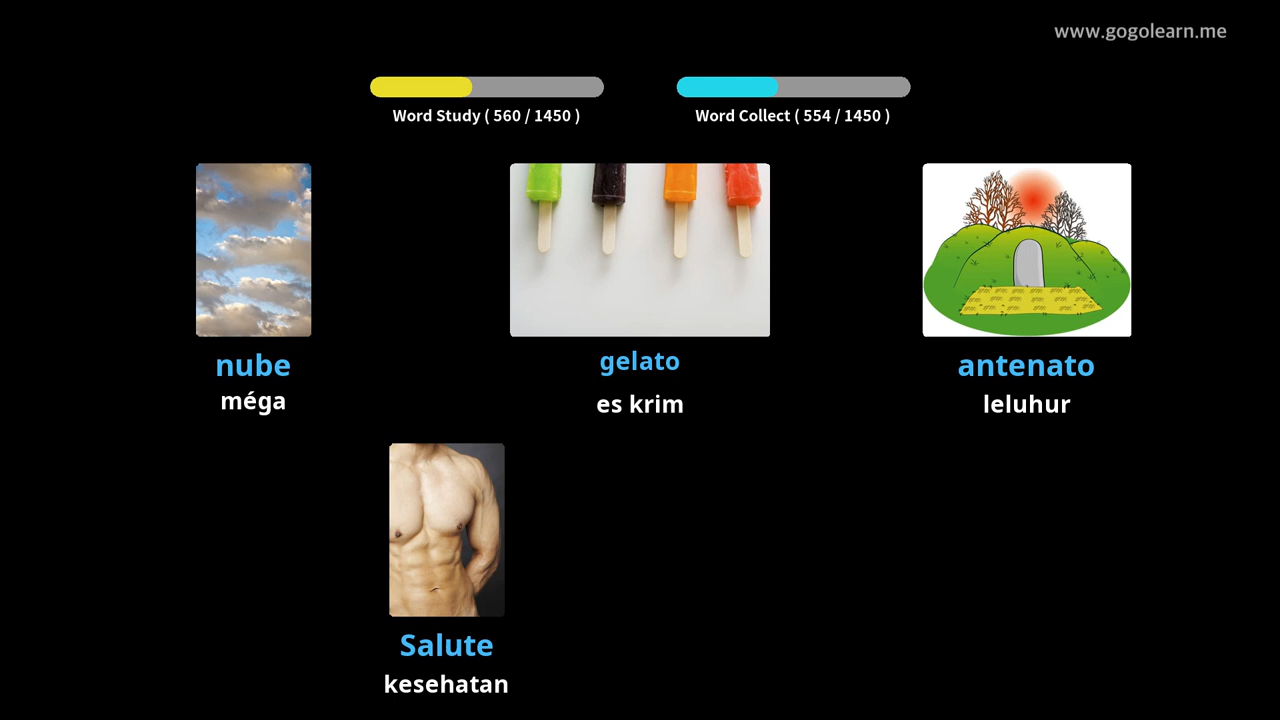 www.gogolearn.me
Word Study ( 560 / 1450 )
Word Collect ( 554 / 1450 )
nube
méga
gelato
es krim
antenato
leluhur
Salute
kesehatan